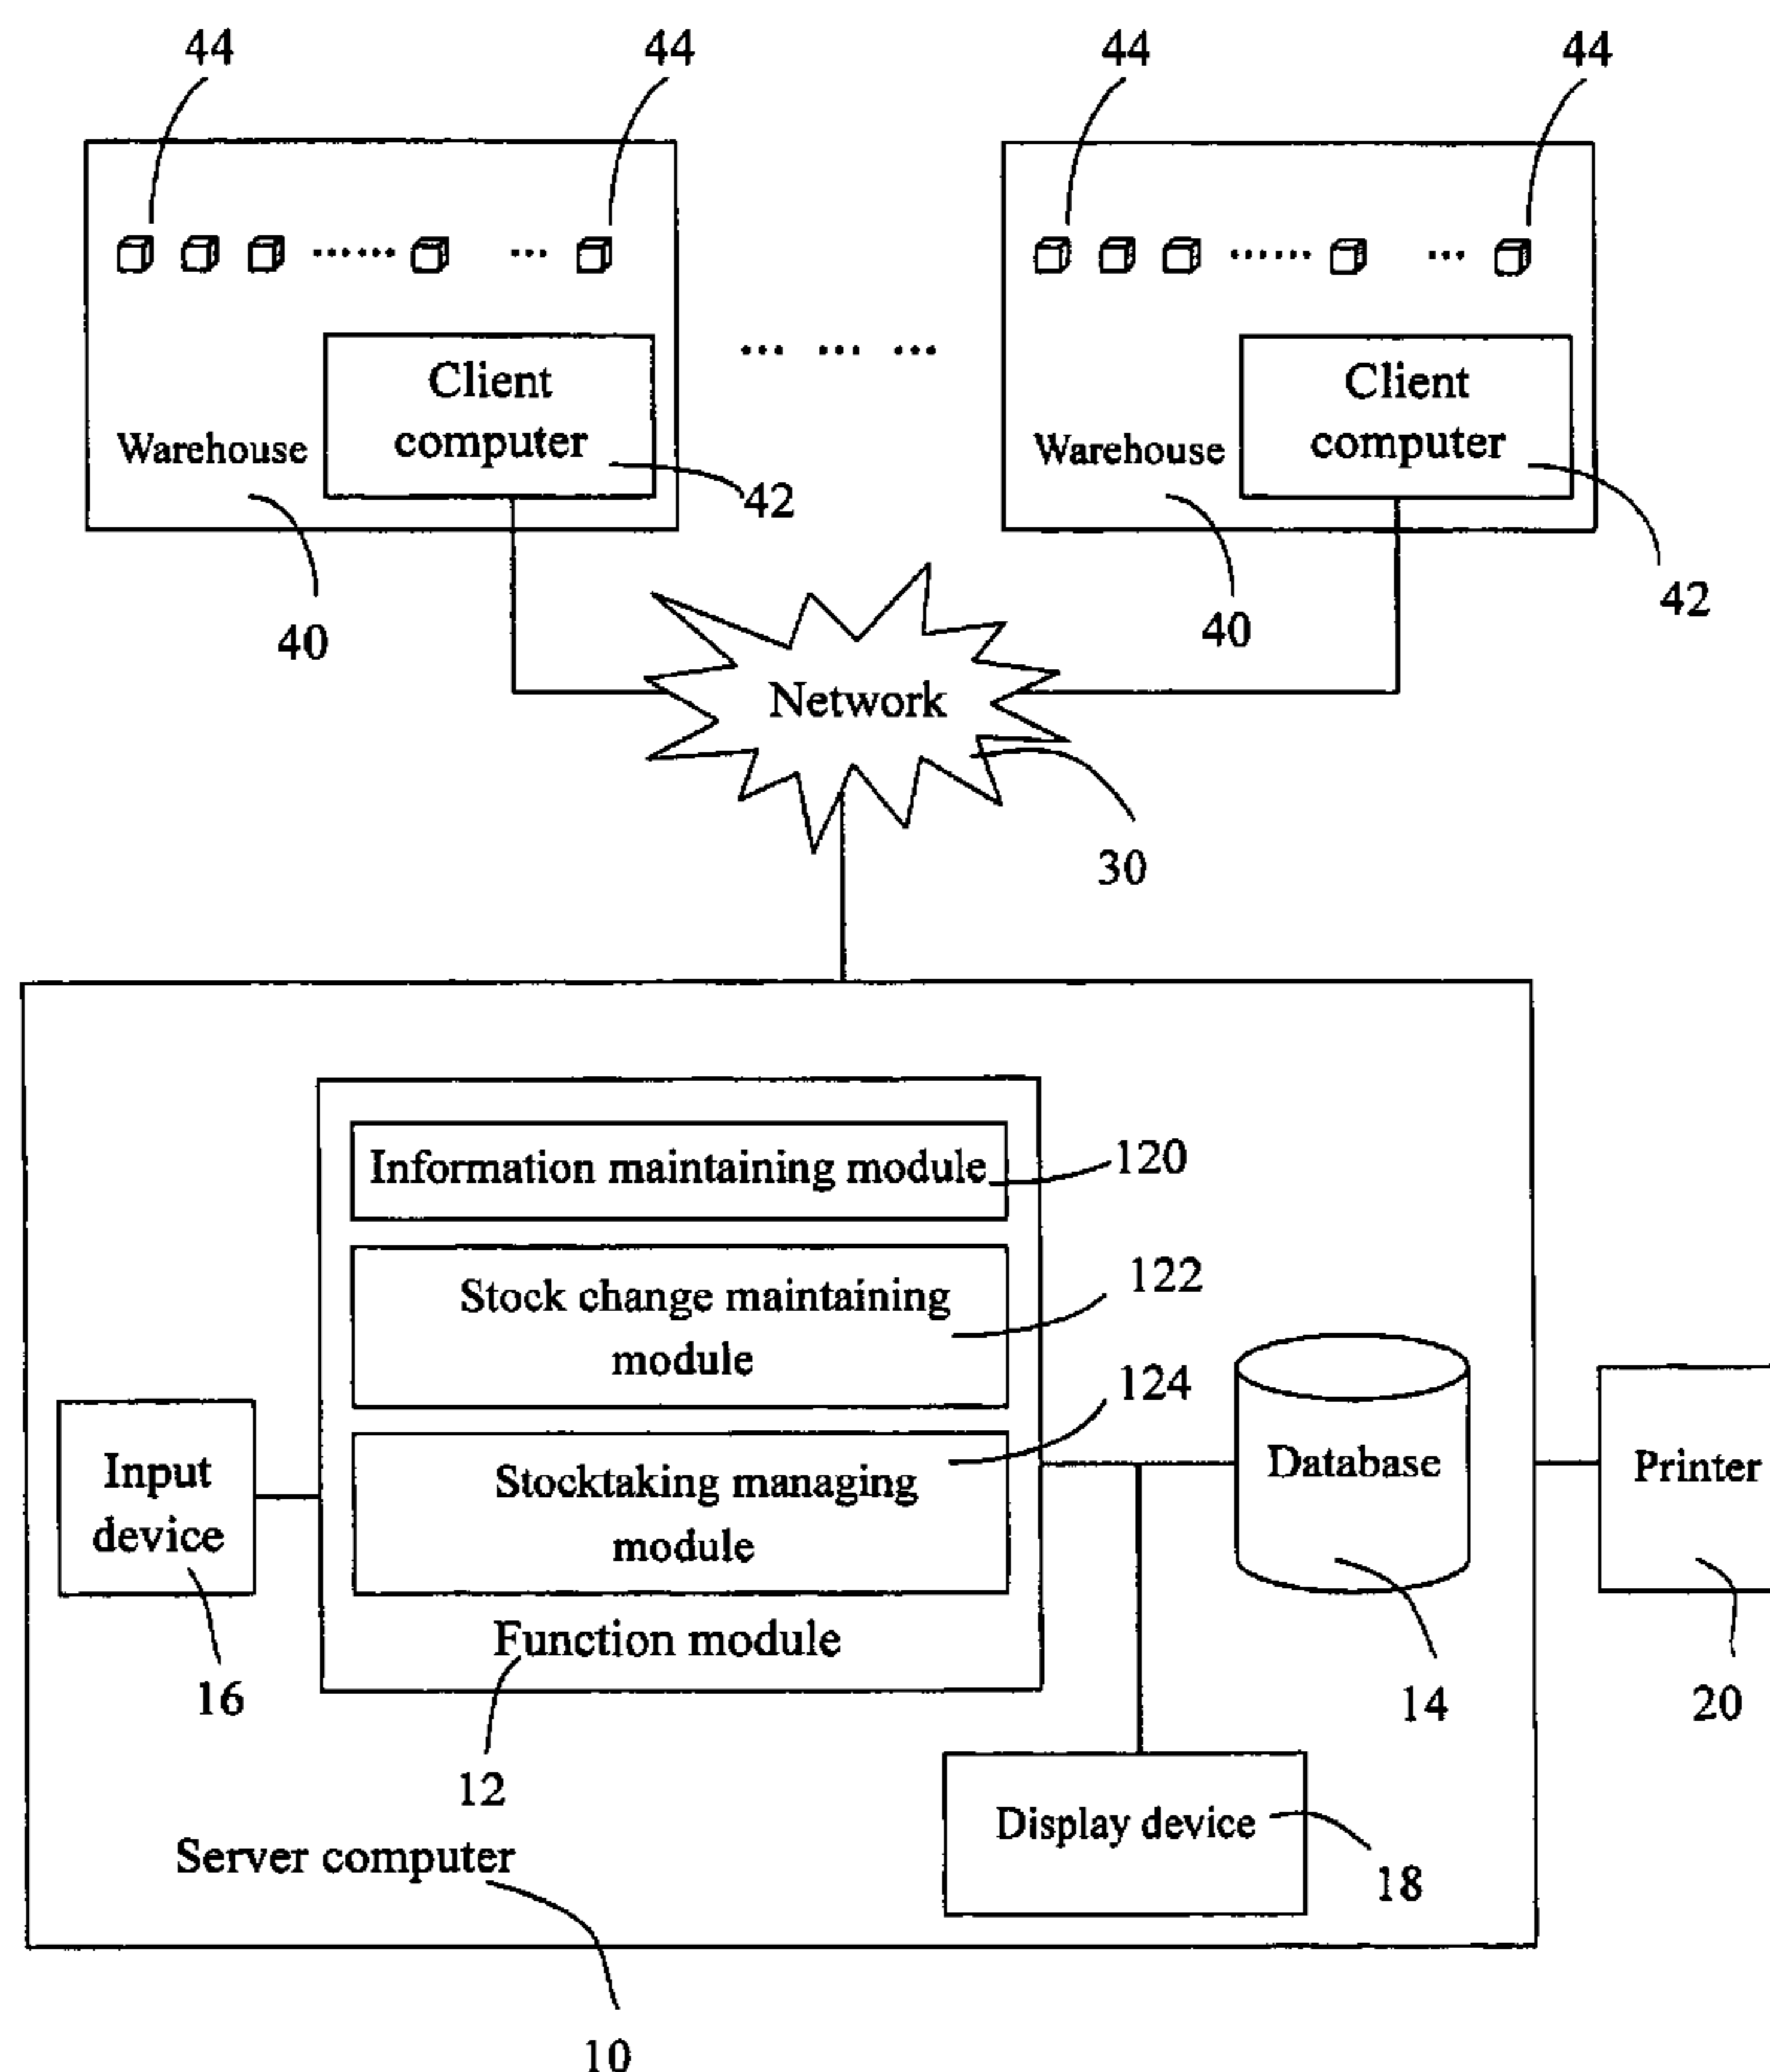 44
44
44
44
Client
computer
Warehouse
42
40
Client
computer
Warehouse
42
40
Network
30
Information maintaining module
120
Stock change maintaining
module
122
124
Stocktaking managing
module
Function module
12
Input
device
16
Database
14
Printer
20
Display device
18
Server computer
10